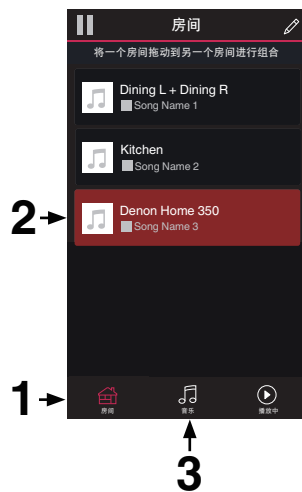 房间
将一个房间拖动到另一个房间进行组合
Dining L + Dining R
Song Name 1
Kitchen
Song Name 2
2
Denon Home 350
Song Name 3
1
房间
音乐
播放中
3